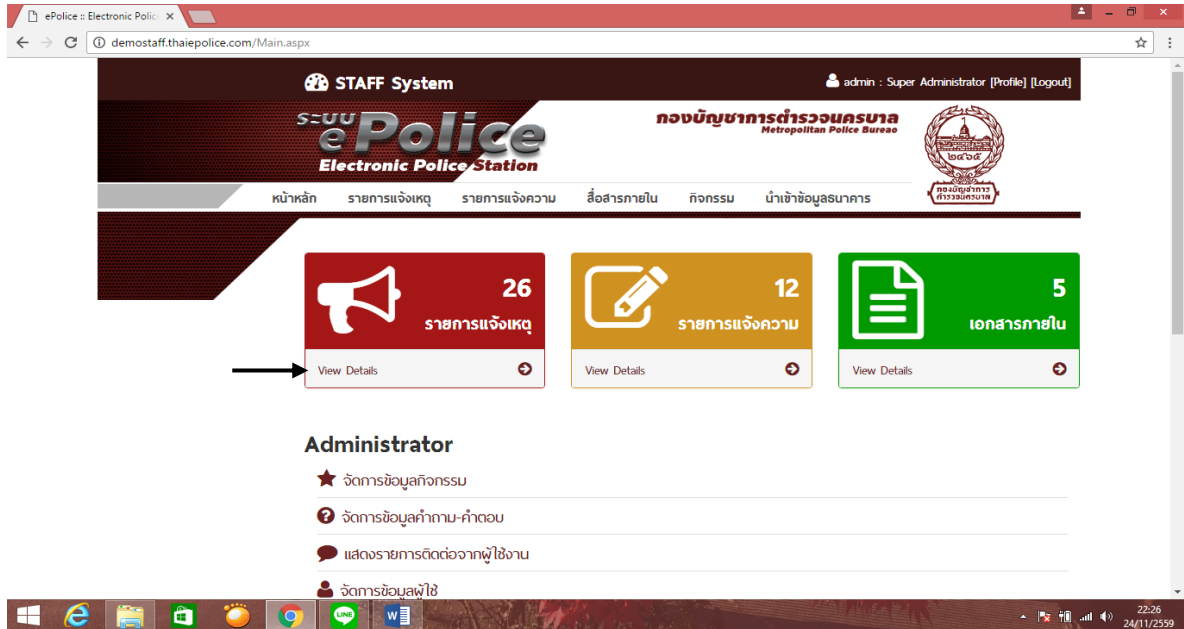 ePolice :: Electronic Polic
demostaff.thaiepolice.com/Main.aspx
STAFF System
admin : Super Administrator [Profile] [Logout]
ระบบ
ePolice
Electronic Police Station
กองบัญชาการตำรวจนครบาล
Metropolitan Police Bureao
๒๔๖๕
กองบัญชาการ
ตำรวจนครบาล
หน้าหลัก รายการแจ้งเหตุ รายการแจ้งความ สื่อสารภายใน กิจกรรม นำเข้าข้อมูลธนาคาร
26
รายการแจ้งเหตุ
View Details
12
รายการแจ้งความ
View Details
5
เอกสารภายใน
View Details
Administrator
จัดการข้อมูลกิจกรรม
จัดการข้อมูลคำถาม-คำตอบ
แสดงรายการติดต่อจากผู้ใช้งาน
จัดการข้อมูลผู้ใช้
LINE
22:26
24/11/2559